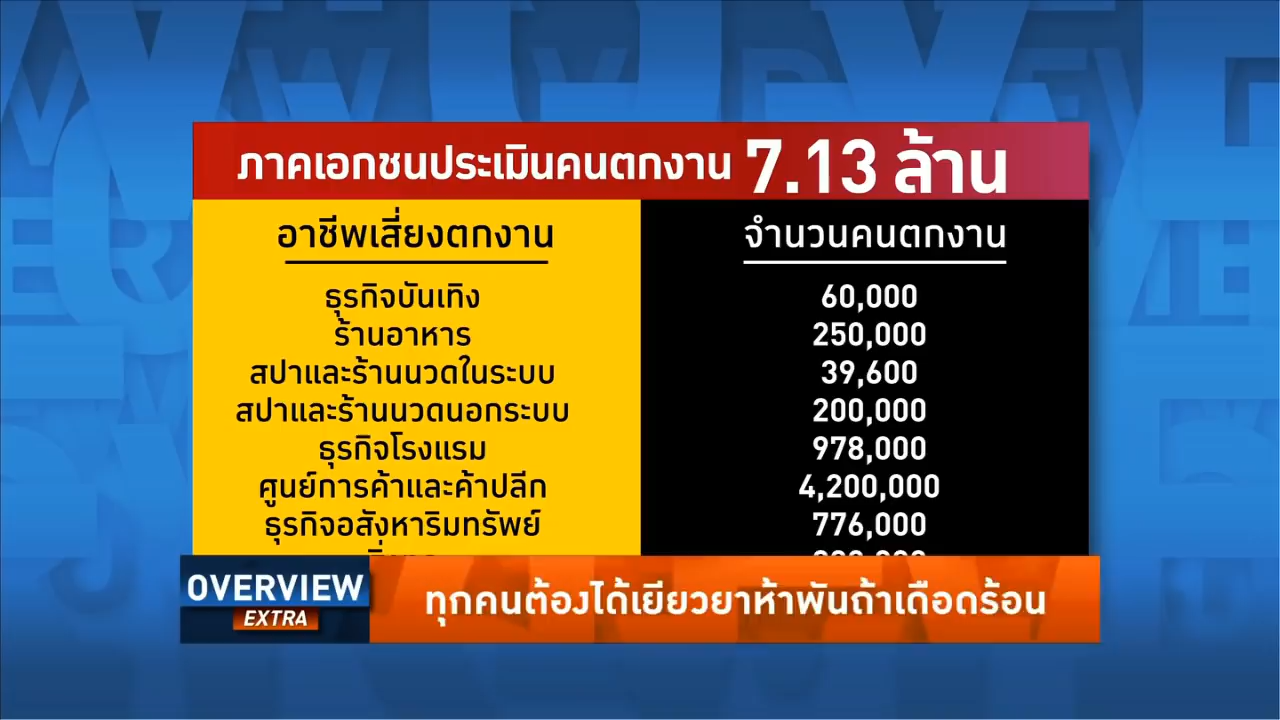 ภาคเอกชนประเมินคนตกงาน 7.13 ล้าน
อาชีพเสี่ยงตกงาน จำนวนคนตกงาน
ธุรกิจบันเทิง 60,000
ร้านอาหาร 250,000
สปาและร้านนวดในระบบ 39,600
สปาและร้านนวดนอกระบบ 200,000
ธุรกิจโรงแรม 978,000
ศูนย์การค้าและค้าปลีก 4,200,000
ธุรกิจอสังหาริมทรัพย์ 776,000
OVERVIEW
EXTRA
ทุกคนต้องได้เยียวยาห้าพันถ้าเดือดร้อน